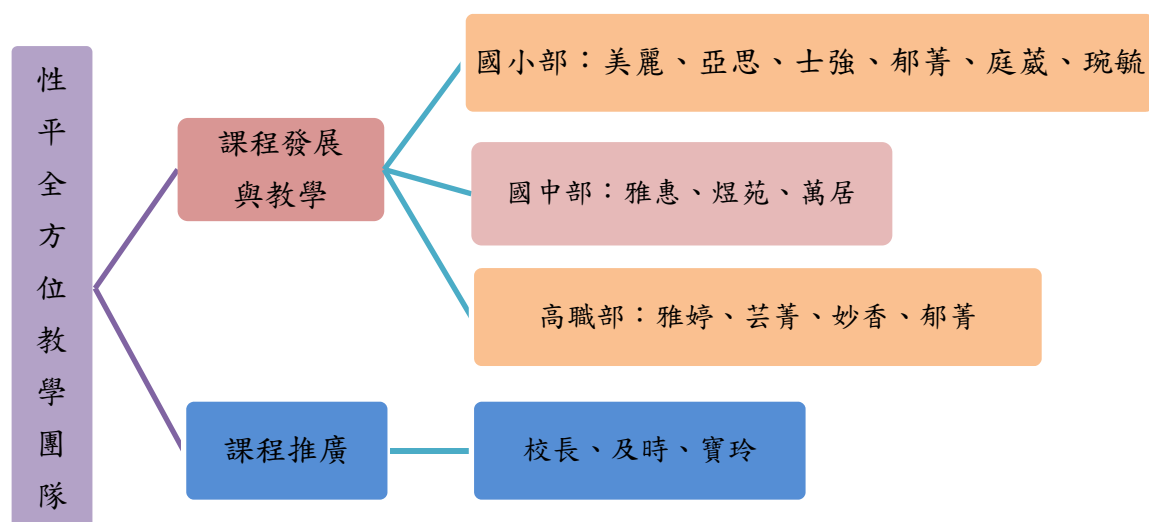 性平全方位教學團隊
課程發展
與教學
國小部：美麗、亞思、士強、郁菁、庭葳、琬毓
國中部：雅惠、煜苑、萬居
高職部：雅婷、芸菁、妙香、郁菁
課程推廣
校長、及時、寶玲